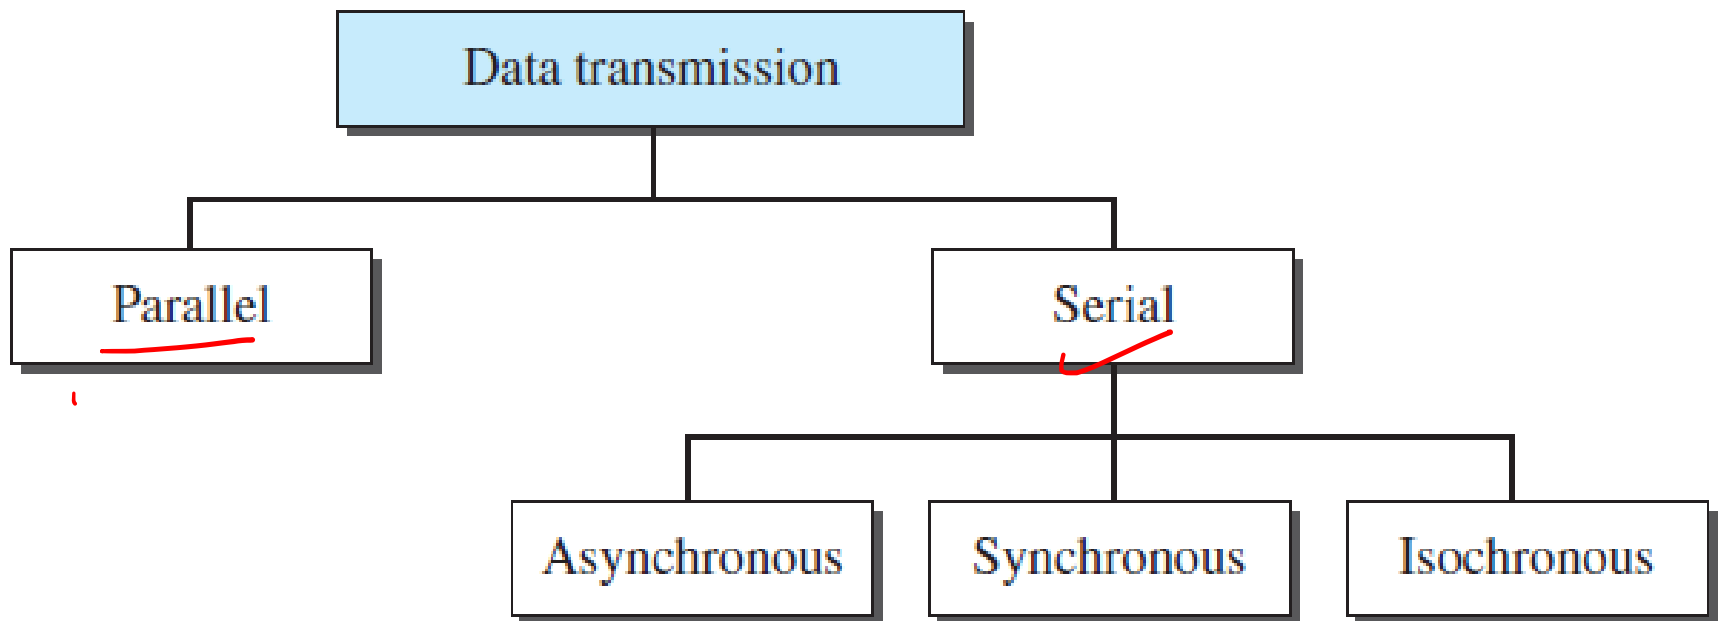 Data transmission
Parallel
Serial
Asynchronous
Synchronous
Isochronous